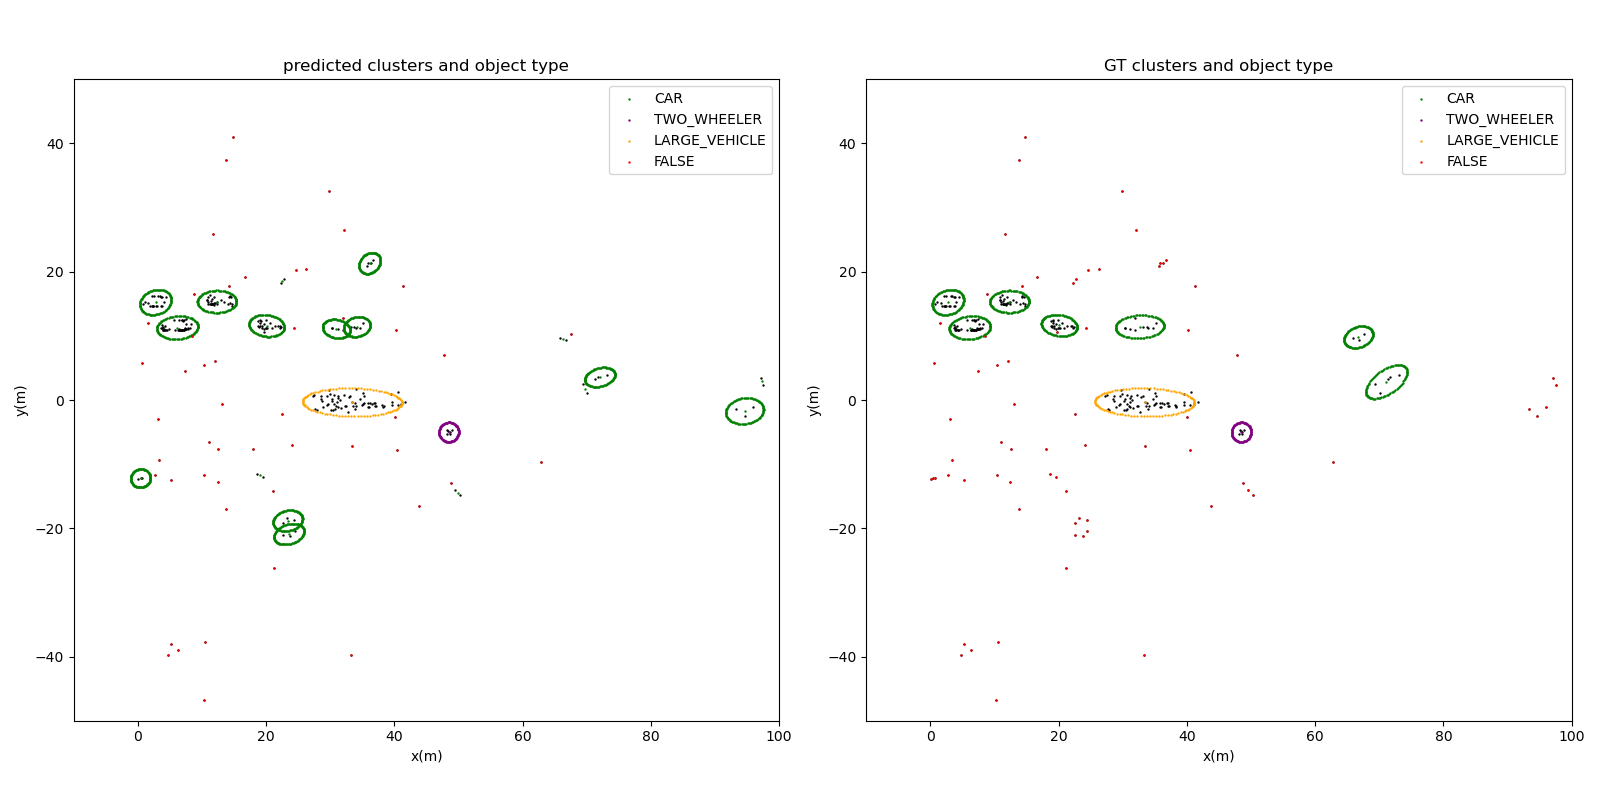 predicted clusters and object type
CAR
TWO_WHEELER
LARGE_VEHICLE
FALSE
40
20
0
−20
−40
y(m)
0
20
40
60
80
100
x(m)
GT clusters and object type
CAR
TWO_WHEELER
LARGE_VEHICLE
FALSE
40
20
0
−20
−40
y(m)
0
20
40
60
80
100
x(m)